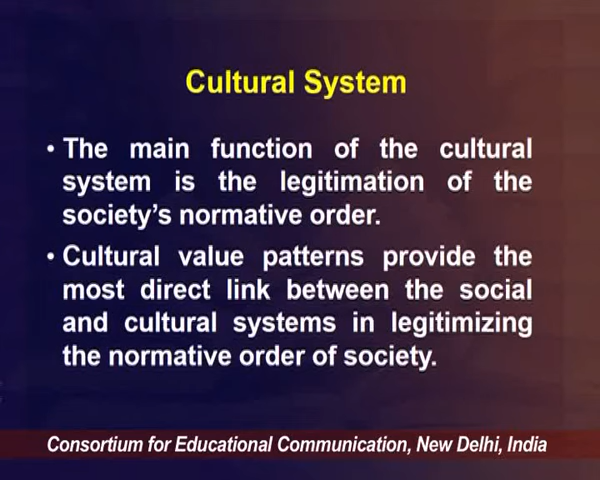 Cultural System
• The main function of the cultural
system is the legitimation of the
society's normative order.
• Cultural value patterns provide the
most direct link between the social
and cultural systems in legitimizing
the normative order of society.
Consortium for Educational Communication, New Delhi, India